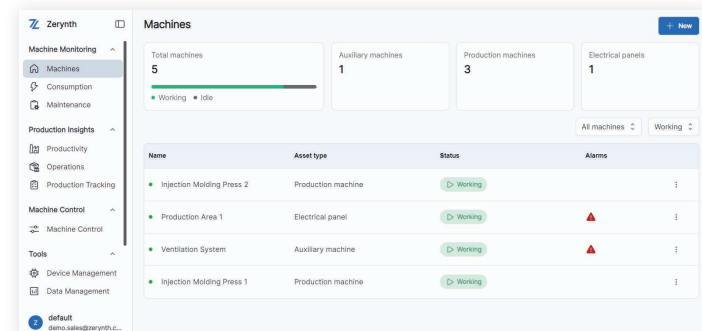 Zerynth
Machine Monitoring
Machines
Consumption
Maintenance
Production Insights
Productivity
Operations
Production Tracking
Machine Control
Machine Control
Tools
Device Management
Data Management
Z
default
demo.sales@zerynth.c...
Machines
New
Total machines
5
Working Idle
Auxiliary machines
1
Production machines
3
Electrical panels
1
All machines Working
Name Asset type Status Alarms
Injection Molding Press 2 Production machine Working
Production Area 1 Electrical panel Working
Ventilation System Auxiliary machine Working
Injection Molding Press 1 Production machine Working